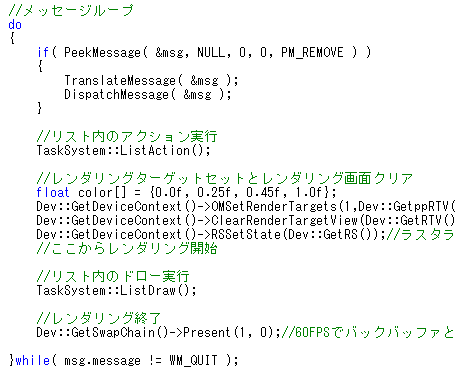 //メッセージループ
do
{
if( PeekMessage( &msg, NULL, 0, 0, PM_REMOVE ) )
{
TranslateMessage( &msg );
DispatchMessage( &msg );
}
//リスト内のアクション実行
TaskSystem::ListAction();
//レンダリングターゲットセットとレンダリング画面クリア
float color[] = {0.0f, 0.25f, 0.45f, 1.0f};
Dev::GetDeviceContext()->OMSetRenderTargets(1,Dev::GetppRTV(
Dev::GetDeviceContext()->ClearRenderTargetView(Dev::GetRTV()
Dev::GetDeviceContext()->RSSetState(Dev::GetRS());//ラスタラ
//ここからレンダリング開始
//リスト内のドロー実行
TaskSystem::ListDraw();
//レンダリング終了
Dev::GetSwapChain()->Present(1, 0);//60FPSでバックバッファと
}while( msg.message != WM_QUIT );